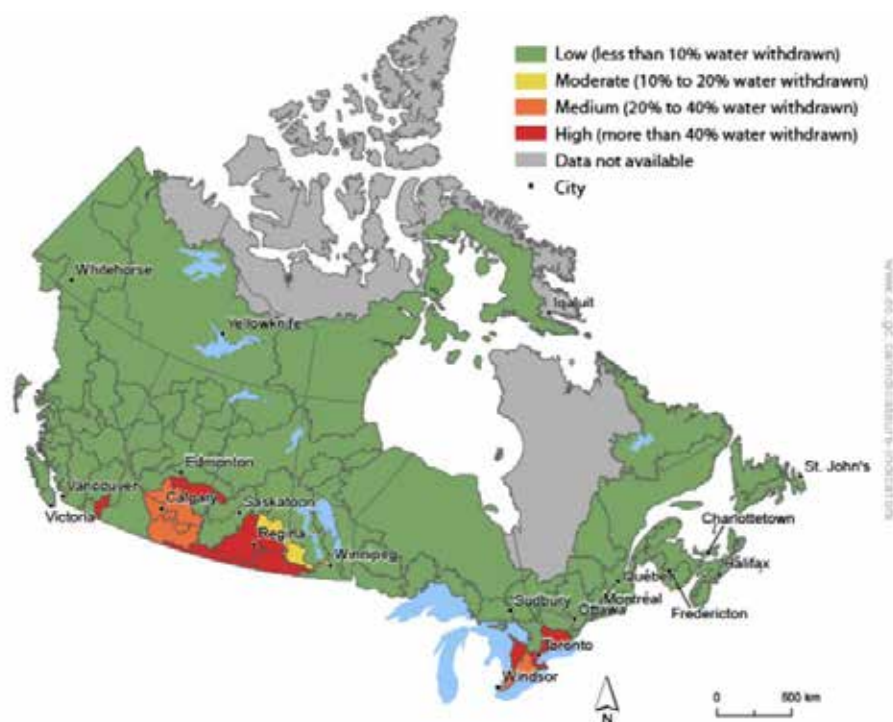 Low (less than 10% water withdrawn)
Moderate (10% to 20% water withdrawn)
Medium (20% to 40% water withdrawn)
High (more than 40% water withdrawn)
Data not available
City
Whitehorse
Iqaluit
Yellowknife
Edmonton
St. John's
Vancouver
Calgary
Saskatoon
Victoria
Charlottetown
Regina
Winnipeg
Halifax
Québec
Sudbury
Montréal
Ottawa
Fredericton
Toronto
Windsor
0 500 km
N